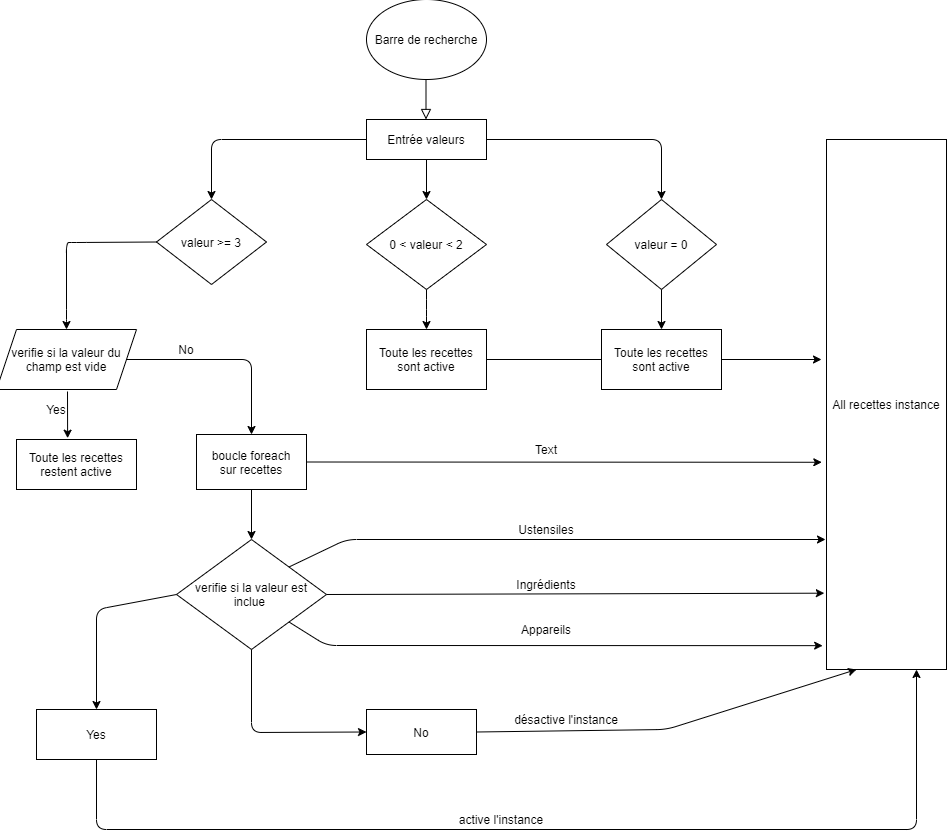 Barre de recherche
Entrée valeurs
valeur >= 3
0 < valeur < 2
valeur = 0
verifie si la valeur du
champ est vide
No
Toute les recettes
sont active
Toute les recettes
sont active
All recettes instance
Yes
Toute les recettes
restent active
boucle foreach
sur recettes
Text
Ustensiles
verifie si la valeur est
inclue
Ingrédients
Appareils
Yes
No
désactive l'instance
active l'instance